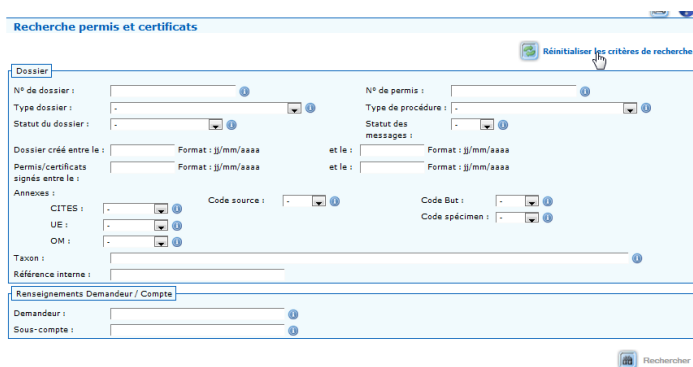 Recherche permis et certificats
Réinitialiser les critères de recherche
Dossier
N° de dossier : N° de permis :
Type dossier : - Type de procédure : -
Statut du dossier : - Statut des messages : -
Dossier créé entre le : Format : jj/mm/aaaa et le : Format : jj/mm/aaaa
Permis/certificats signés entre le : Format : jj/mm/aaaa et le : Format : jj/mm/aaaa
Annexes :
CITES : - Code source : - Code But : -
UE : - Code spécimen : -
OM : -
Taxon :
Référence interne :
Renseignements Demandeur / Compte
Demandeur :
Sous-compte :
Rechercher